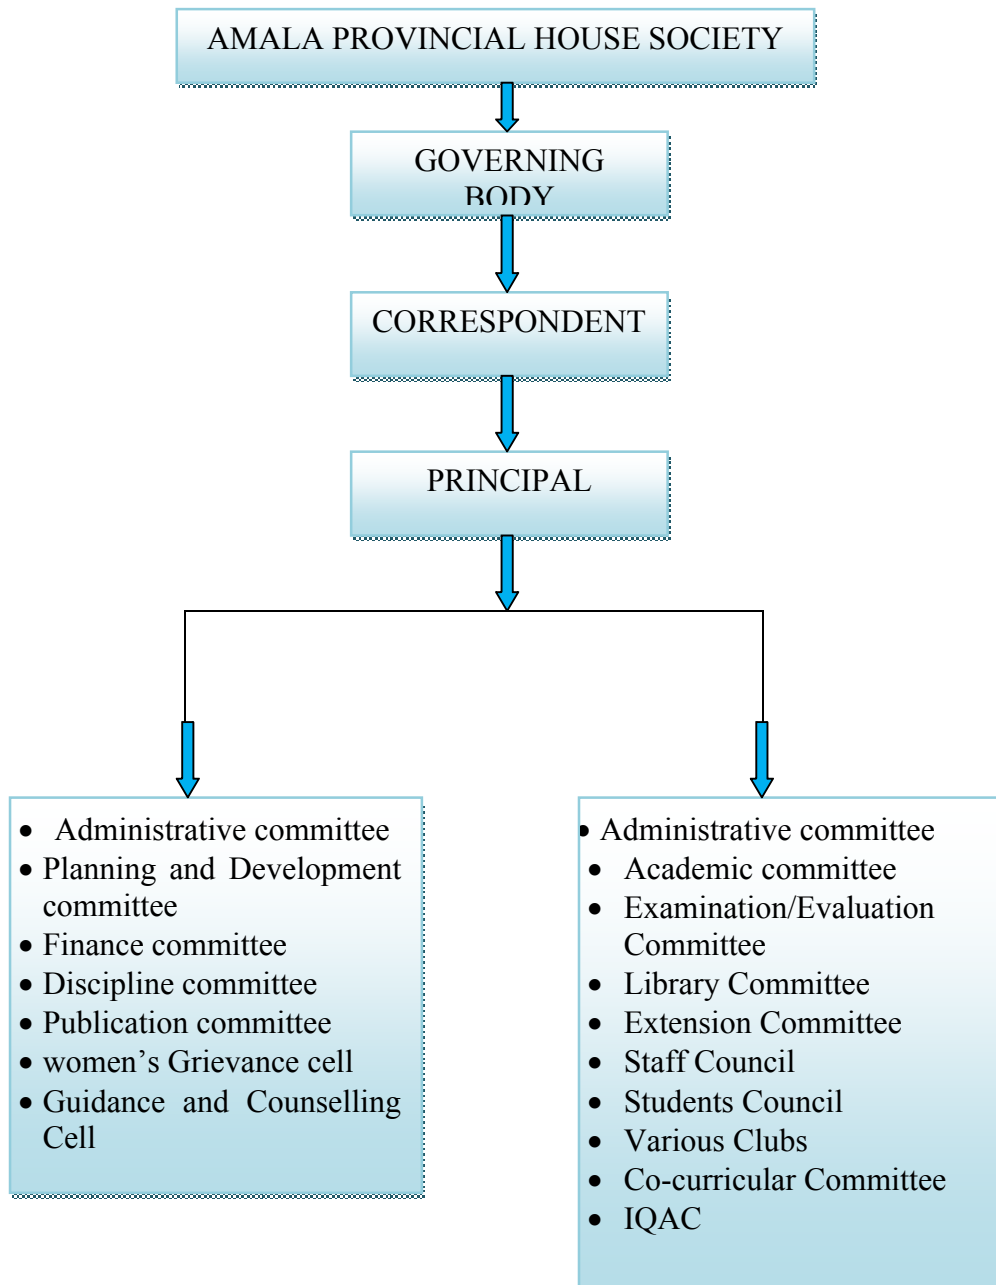 AMALA PROVINCIAL HOUSE SOCIETY
GOVERNING
BODY
CORRESPONDENT
PRINCIPAL
• Administrative committee
• Planning and Development
committee
• Finance committee
• Discipline committee
• Publication committee
• women’s Grievance cell
• Guidance and Counselling
Cell
• Administrative committee
• Academic committee
• Examination/Evaluation
Committee
• Library Committee
• Extension Committee
• Staff Council
• Students Council
• Various Clubs
• Co-curricular Committee
• IQAC